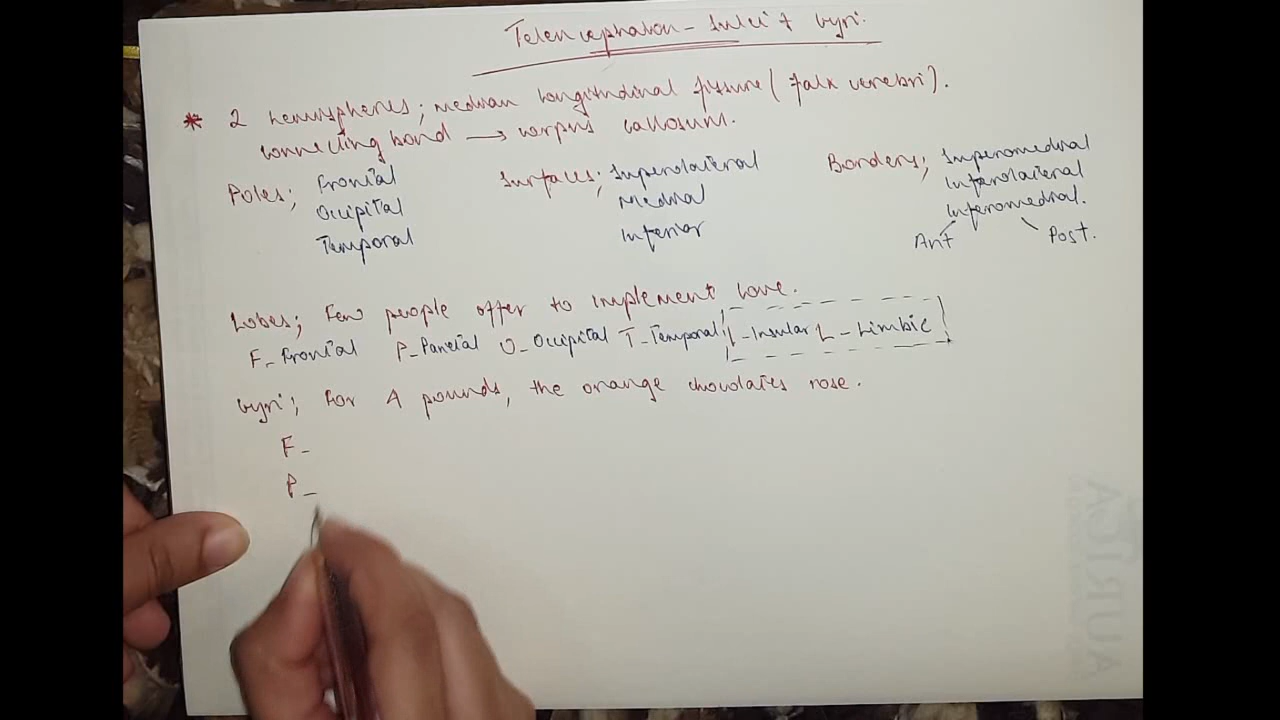 Telencephalon - Sulci + Gyri.
* 2 hemispheres; median longitudinal fissure (falx cerebri).
connecting band → corpus callosum.
Poles; Frontal
Occipital
Temporal
Surfaces; Superolateral
Medial
Inferior
Borders; Superomedial
Inferolateral
Inferomedial.
Ant Post.
Lobes; Few people offer to implement love.
F-Frontal P-Parietal O-Occipital T-Temporal I-Insular L-Limbic
Gyri; For 4 pounds, the orange chocolates rose.
F-
P-
AURIGA